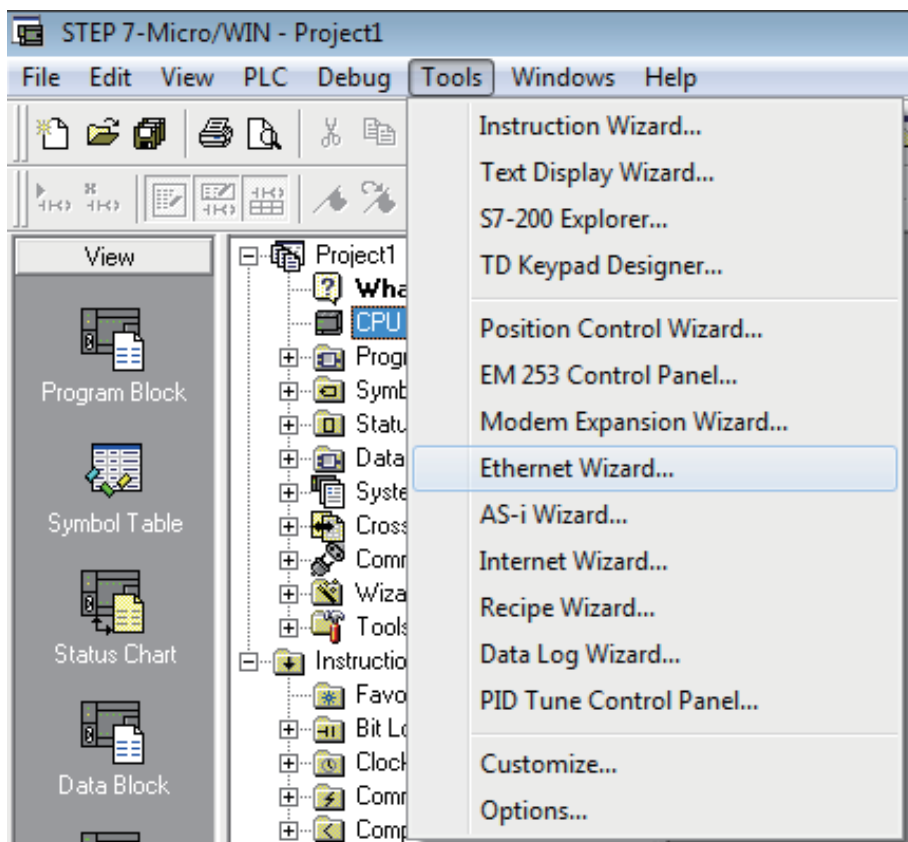 STEP 7-Micro/WIN - Project1
File Edit View PLC Debug Tools Windows Help
View
Program Block
Symbol Table
Status Chart
Data Block
Project1
CPU
Instruction Wizard...
Text Display Wizard...
S7-200 Explorer...
TD Keypad Designer...
Position Control Wizard...
EM 253 Control Panel...
Modem Expansion Wizard...
Ethernet Wizard...
AS-i Wizard...
Internet Wizard...
Recipe Wizard...
Data Log Wizard...
PID Tune Control Panel...
Customize...
Options...